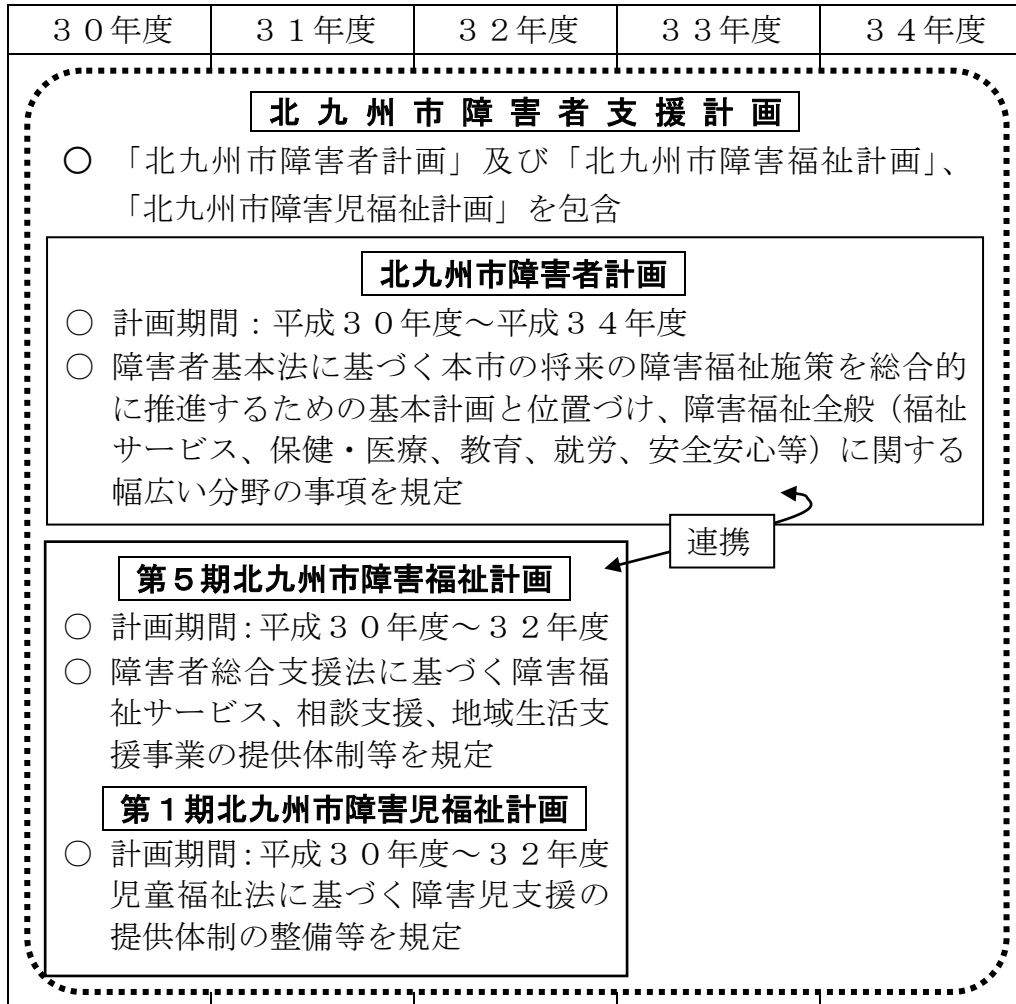 ３０年度 ３１年度 ３２年度 ３３年度 ３４年度
北九州市障害者支援計画
○ 「北九州市障害者計画」及び「北九州市障害福祉計画」、
「北九州市障害児福祉計画」を包含
北九州市障害者計画
○ 計画期間：平成３０年度～平成３４年度
○ 障害者基本法に基づく本市の将来の障害福祉施策を総合的
に推進するための基本計画と位置づけ、障害福祉全般（福祉
サービス、保健・医療、教育、就労、安全安心等）に関する
幅広い分野の事項を規定
連携
第５期北九州市障害福祉計画
○ 計画期間：平成３０年度～３２年度
○ 障害者総合支援法に基づく障害福
祉サービス、相談支援、地域生活支
援事業の提供体制等を規定
第１期北九州市障害児福祉計画
○ 計画期間：平成３０年度～３２年度
児童福祉法に基づく障害児支援の
提供体制の整備等を規定